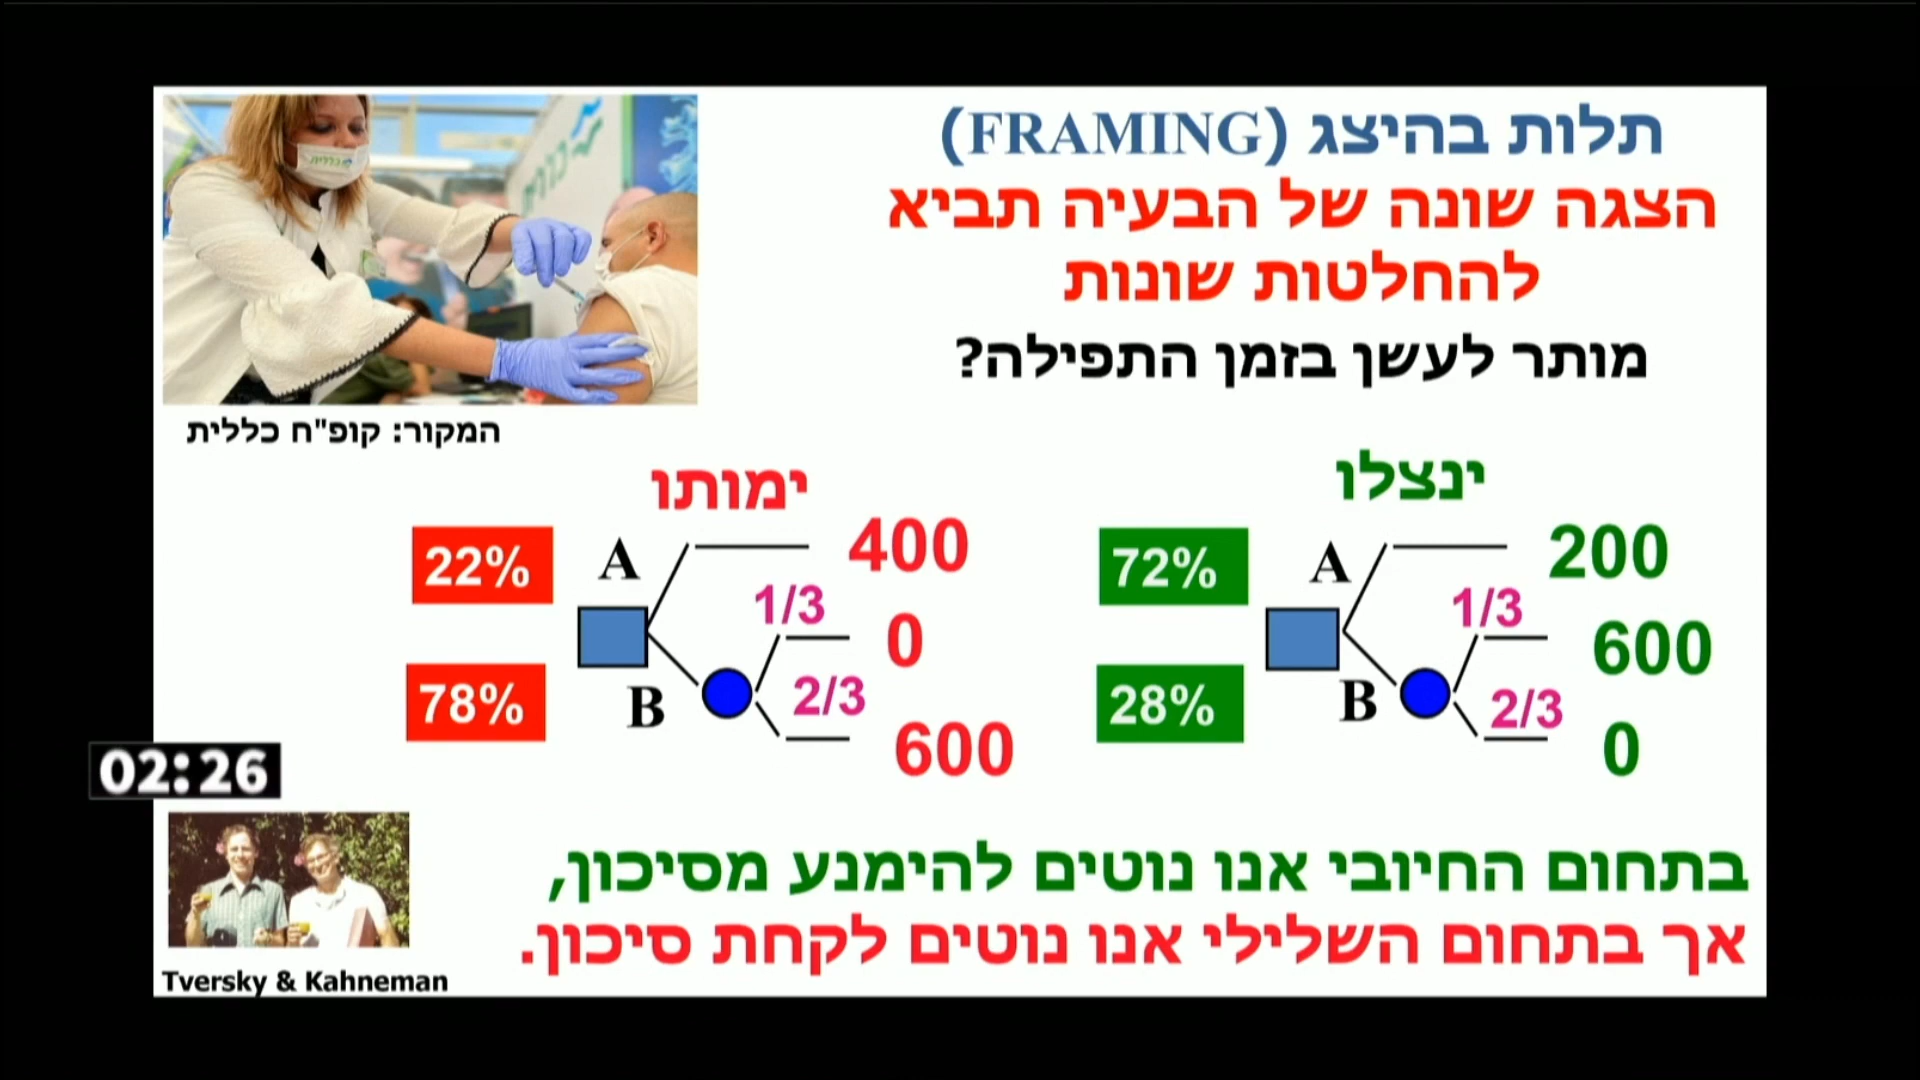 תלות בהיצג (FRAMING)
הצגה שונה של הבעיה תביא
להחלטות שונות
מותר לעשן בזמן התפילה?
כללית
כללית
המקור: קופ"ח כללית
ינצלו
72%
A
200
1/3
600
28%
B
2/3
0
ימותו
22%
A
400
1/3
0
78%
B
2/3
600
02:26
בתחום החיובי אנו נוטים להימנע מסיכון,
אך בתחום השלילי אנו נוטים לקחת סיכון.
Tversky & Kahneman